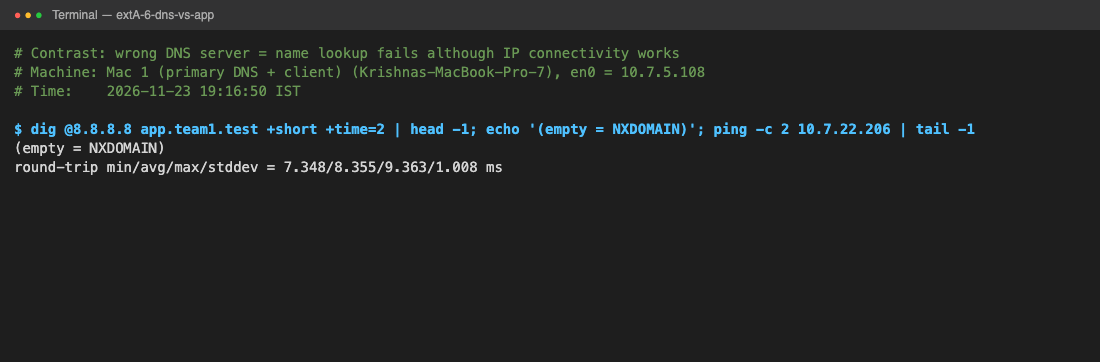 Terminal — extA-6-dns-vs-app
# Contrast: wrong DNS server = name lookup fails although IP connectivity works
# Machine: Mac 1 (primary DNS + client) (Krishnas-MacBook-Pro-7), en0 = 10.7.5.108
# Time:    2026-11-23 19:16:50 IST
$ dig @8.8.8.8 app.team1.test +short +time=2 | head -1; echo '(empty = NXDOMAIN)'; ping -c 2 10.7.22.206 | tail -1
(empty = NXDOMAIN)
round-trip min/avg/max/stddev = 7.348/8.355/9.363/1.008 ms